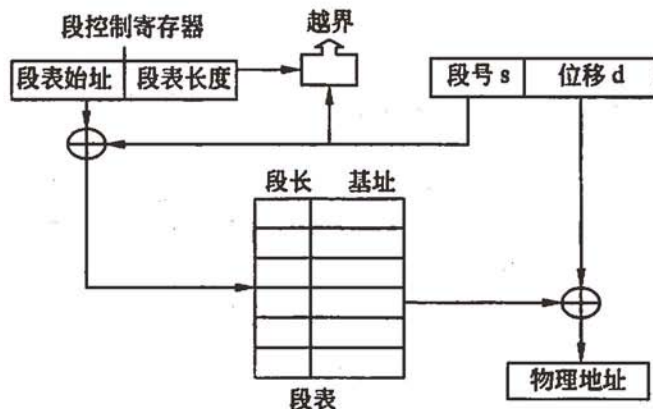 段控制寄存器
越界
段表始址 段表长度
段号 s 位移 d
段长 基址
物理地址
段表